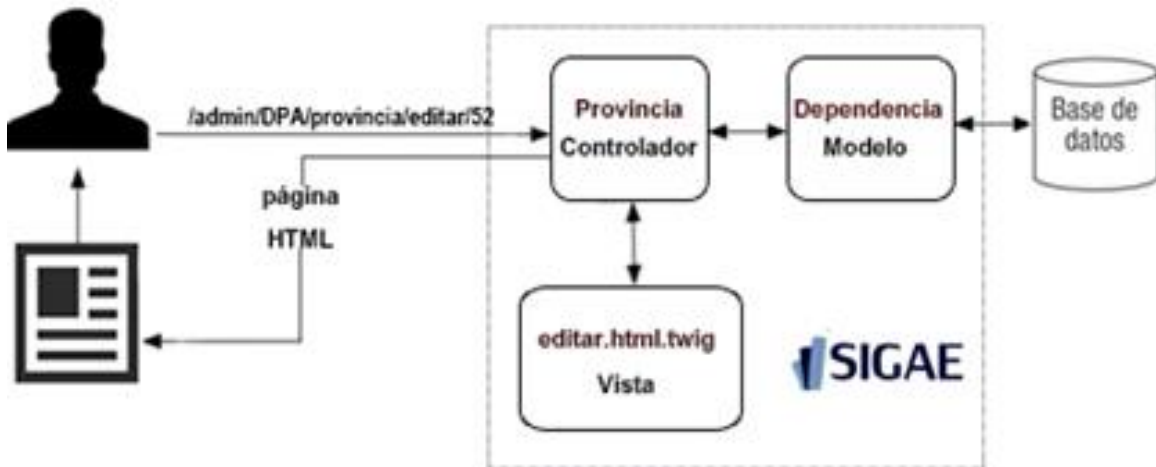 /admin/DPA/provincia/editar/52
Provincia
Controlador
Dependencia
Modelo
Base de
datos
página
HTML
editar.html.twig
Vista
SIGAE